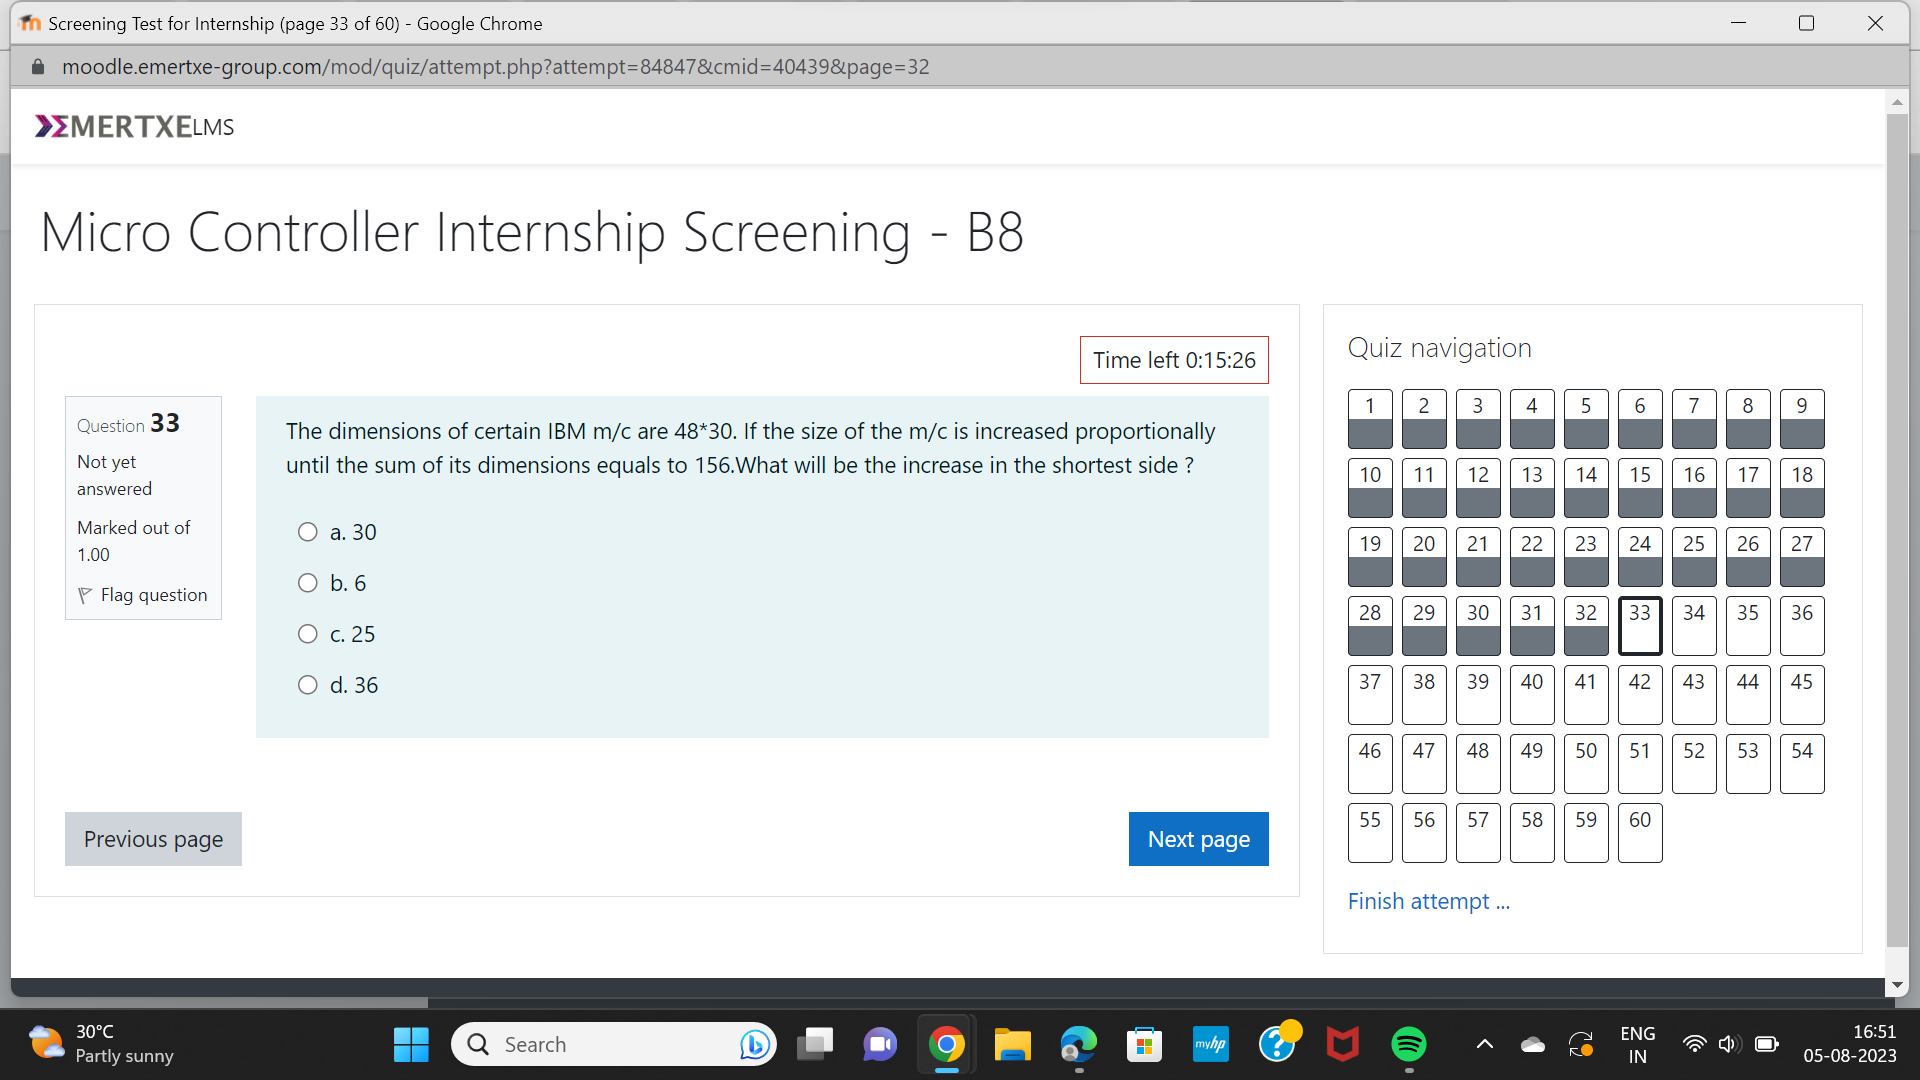 Screening Test for Internship (page 33 of 60) - Google Chrome
moodle.emertxe-group.com/mod/quiz/attempt.php?attempt=84847&cmid=40439&page=32
EMERTXE LMS
Micro Controller Internship Screening - B8
Time left 0:15:26
Question 33
Not yet
answered
Marked out of
1.00
Flag question
The dimensions of certain IBM m/c are 48*30. If the size of the m/c is increased proportionally
until the sum of its dimensions equals to 156.What will be the increase in the shortest side ?
a. 30
b. 6
c. 25
d. 36
Previous page
Next page
Quiz navigation
1 2 3 4 5 6 7 8 9
10 11 12 13 14 15 16 17 18
19 20 21 22 23 24 25 26 27
28 29 30 31 32 33 34 35 36
37 38 39 40 41 42 43 44 45
46 47 48 49 50 51 52 53 54
55 56 57 58 59 60
Finish attempt ...
30°C
Partly sunny
Search
myhp
ENG
IN
16:51
05-08-2023